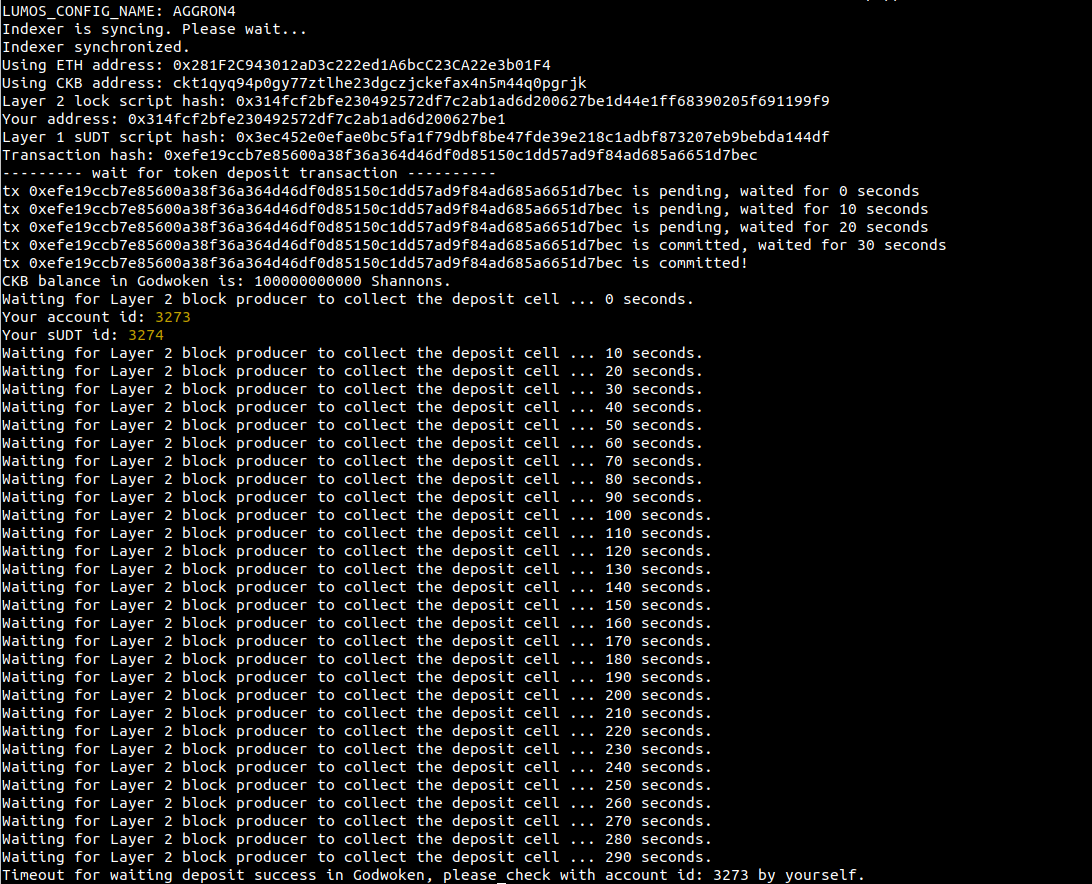 LUMOS_CONFIG_NAME: AGGRON4
Indexer is syncing. Please wait...
Indexer synchronized.
Using ETH address: 0x281F2C943012aD3c222ed1A6bcC23CA22e3b01F4
Using CKB address: ckt1qyq94p0gy77ztlhe23dgczjckefax4n5m44q0pgrjk
Layer 2 lock script hash: 0x314fcf2bfe230492572df7c2ab1ad6d200627be1d44e1ff68390205f691199f9
Your address: 0x314fcf2bfe230492572df7c2ab1ad6d200627be1
Layer 1 sUDT script hash: 0x3ec452e0efae0bc5fa1f79dbf8be47fde39e218c1adbf873207eb9bebda144df
Transaction hash: 0xefe19ccb7e85600a38f36a364d46df0d85150c1dd57ad9f84ad685a6651d7bec
--------- wait for token deposit transaction ----------
tx 0xefe19ccb7e85600a38f36a364d46df0d85150c1dd57ad9f84ad685a6651d7bec is pending, waited for 0 seconds
tx 0xefe19ccb7e85600a38f36a364d46df0d85150c1dd57ad9f84ad685a6651d7bec is pending, waited for 10 seconds
tx 0xefe19ccb7e85600a38f36a364d46df0d85150c1dd57ad9f84ad685a6651d7bec is pending, waited for 20 seconds
tx 0xefe19ccb7e85600a38f36a364d46df0d85150c1dd57ad9f84ad685a6651d7bec is committed, waited for 30 seconds
tx 0xefe19ccb7e85600a38f36a364d46df0d85150c1dd57ad9f84ad685a6651d7bec is committed!
CKB balance in Godwoken is: 100000000000 Shannons.
Waiting for Layer 2 block producer to collect the deposit cell ... 0 seconds.
Your account id: 3273
Your sUDT id: 3274
Waiting for Layer 2 block producer to collect the deposit cell ... 10 seconds.
Waiting for Layer 2 block producer to collect the deposit cell ... 20 seconds.
Waiting for Layer 2 block producer to collect the deposit cell ... 30 seconds.
Waiting for Layer 2 block producer to collect the deposit cell ... 40 seconds.
Waiting for Layer 2 block producer to collect the deposit cell ... 50 seconds.
Waiting for Layer 2 block producer to collect the deposit cell ... 60 seconds.
Waiting for Layer 2 block producer to collect the deposit cell ... 70 seconds.
Waiting for Layer 2 block producer to collect the deposit cell ... 80 seconds.
Waiting for Layer 2 block producer to collect the deposit cell ... 90 seconds.
Waiting for Layer 2 block producer to collect the deposit cell ... 100 seconds.
Waiting for Layer 2 block producer to collect the deposit cell ... 110 seconds.
Waiting for Layer 2 block producer to collect the deposit cell ... 120 seconds.
Waiting for Layer 2 block producer to collect the deposit cell ... 130 seconds.
Waiting for Layer 2 block producer to collect the deposit cell ... 140 seconds.
Waiting for Layer 2 block producer to collect the deposit cell ... 150 seconds.
Waiting for Layer 2 block producer to collect the deposit cell ... 160 seconds.
Waiting for Layer 2 block producer to collect the deposit cell ... 170 seconds.
Waiting for Layer 2 block producer to collect the deposit cell ... 180 seconds.
Waiting for Layer 2 block producer to collect the deposit cell ... 190 seconds.
Waiting for Layer 2 block producer to collect the deposit cell ... 200 seconds.
Waiting for Layer 2 block producer to collect the deposit cell ... 210 seconds.
Waiting for Layer 2 block producer to collect the deposit cell ... 220 seconds.
Waiting for Layer 2 block producer to collect the deposit cell ... 230 seconds.
Waiting for Layer 2 block producer to collect the deposit cell ... 240 seconds.
Waiting for Layer 2 block producer to collect the deposit cell ... 250 seconds.
Waiting for Layer 2 block producer to collect the deposit cell ... 260 seconds.
Waiting for Layer 2 block producer to collect the deposit cell ... 270 seconds.
Waiting for Layer 2 block producer to collect the deposit cell ... 280 seconds.
Waiting for Layer 2 block producer to collect the deposit cell ... 290 seconds.
Timeout for waiting deposit success in Godwoken, please check with account id: 3273 by yourself.